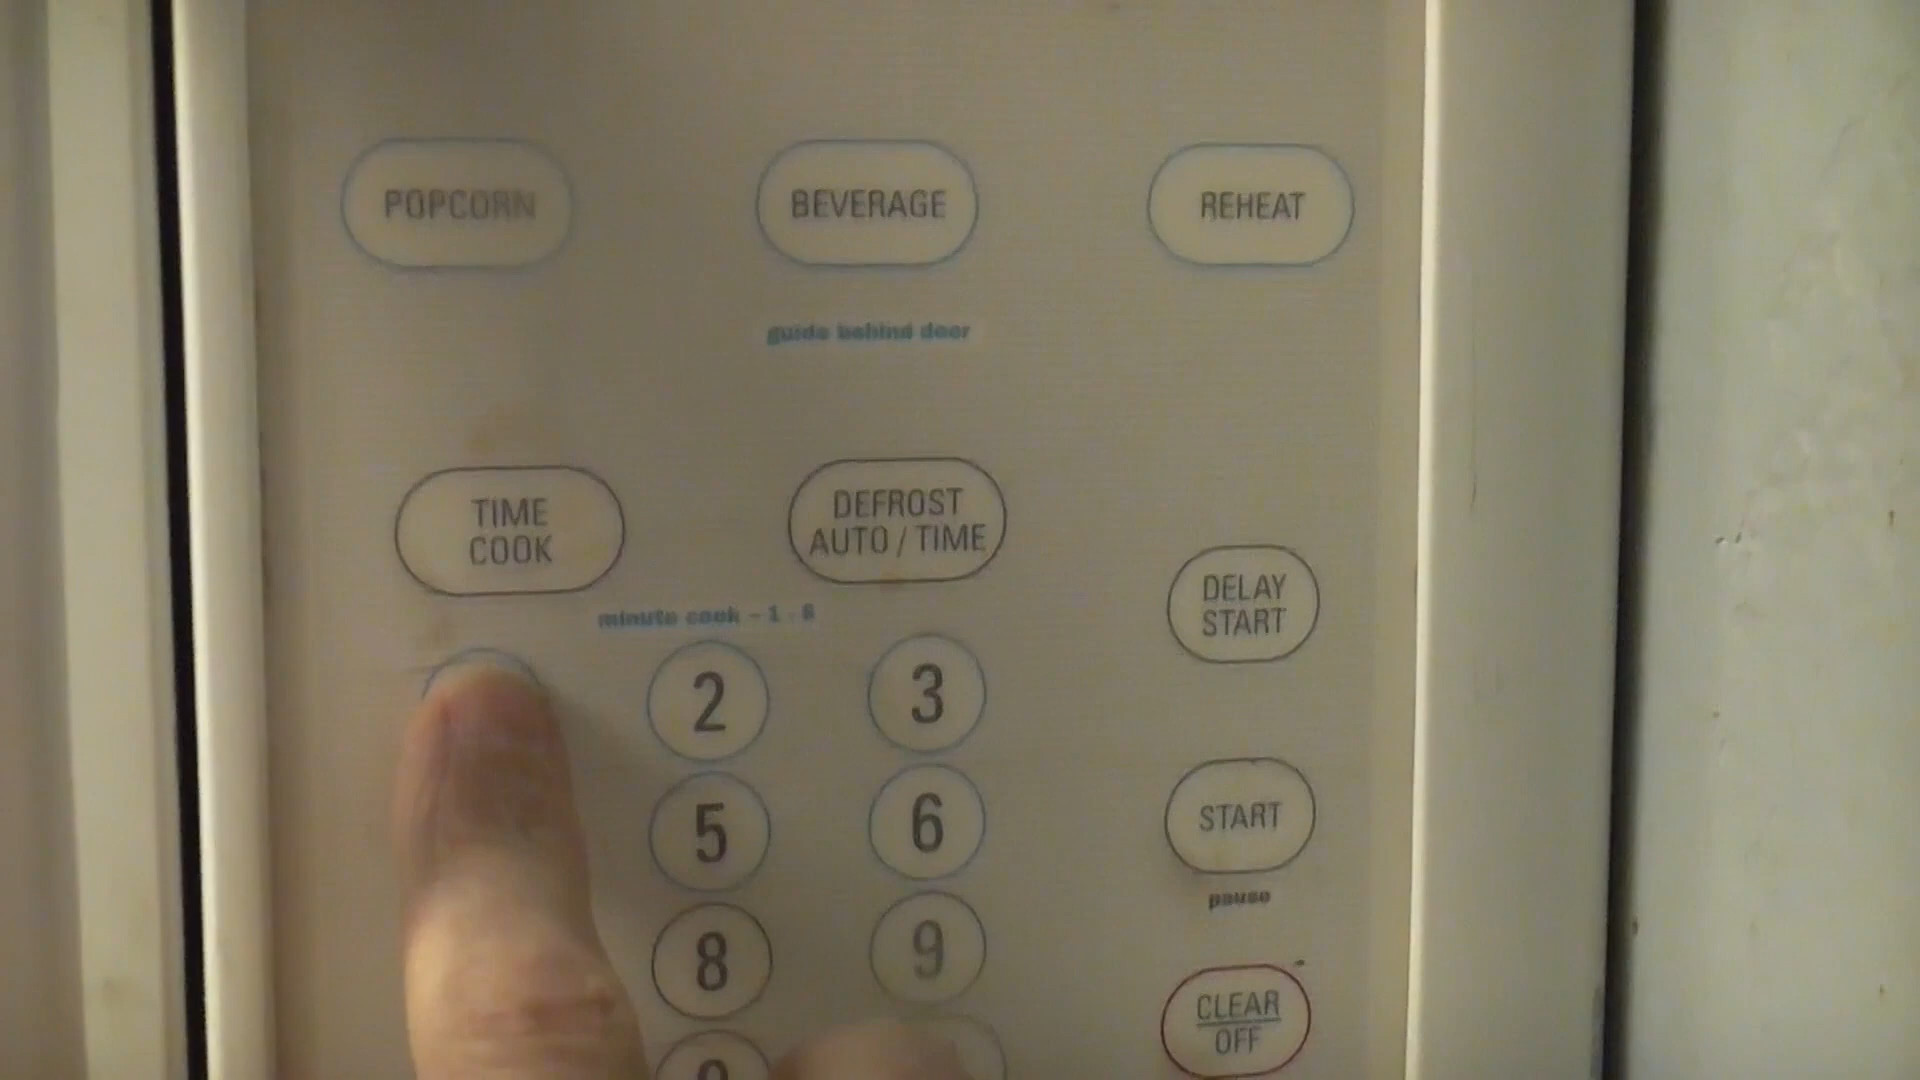 POPCORN
BEVERAGE
REHEAT
guide behind door
TIME
COOK
DEFROST
AUTO / TIME
DELAY
START
minute cook - 1 - 6
2
3
5
6
START
pause
8
9
CLEAR
OFF